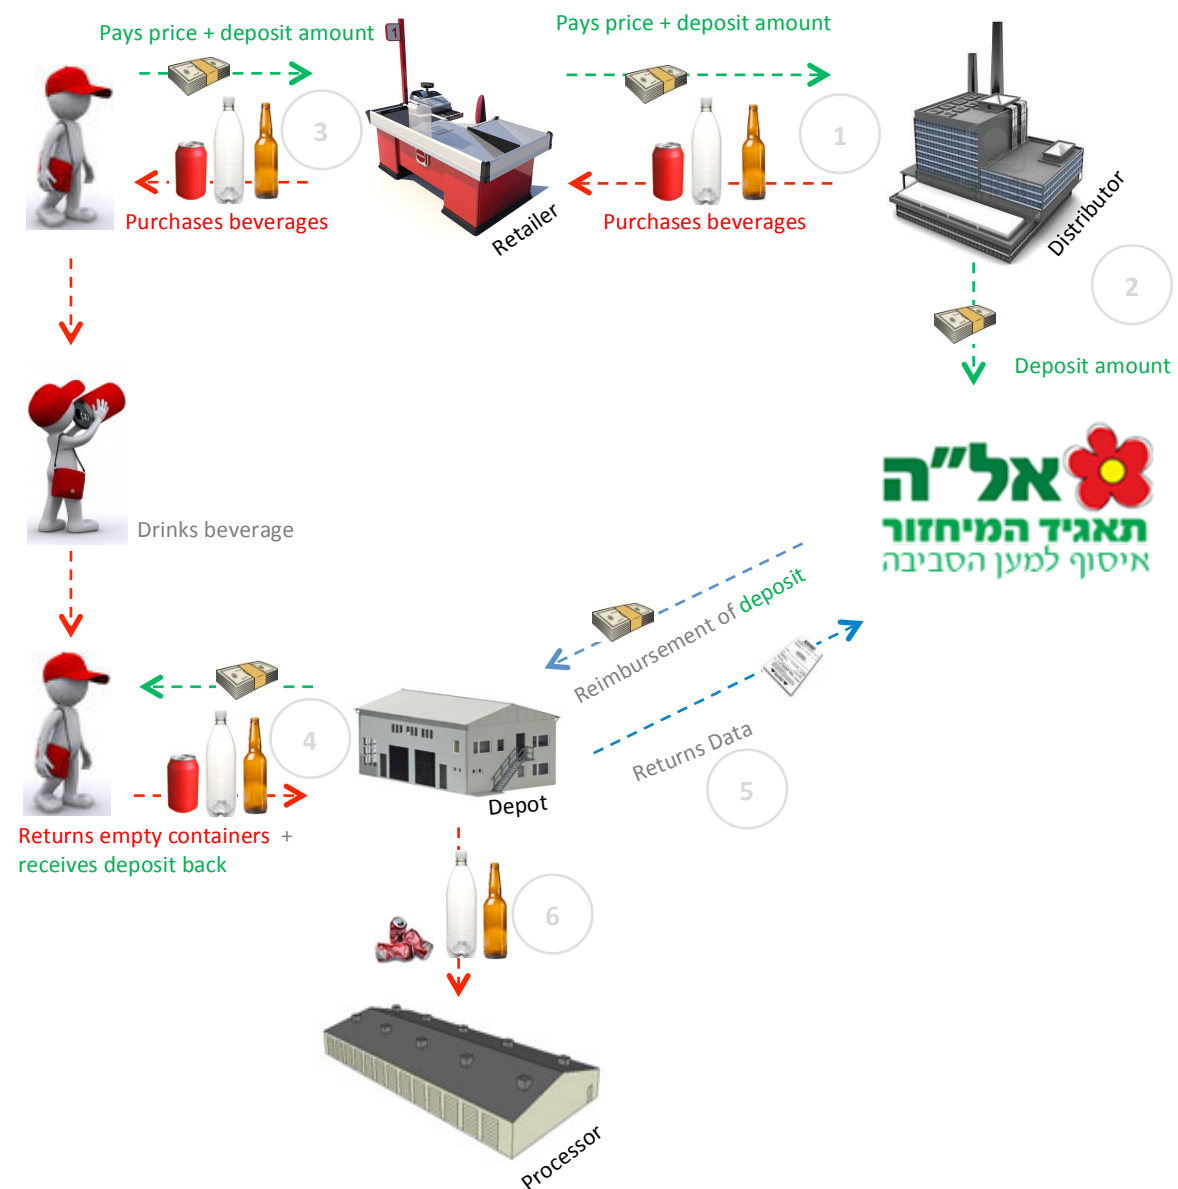 Pays price + deposit amount
Pays price + deposit amount
1
3
1
Purchases beverages
Retailer
Purchases beverages
Distributor
2
Deposit amount
אל״ה
תאגיד המיחזור
איסוף למען הסביבה
Drinks beverage
Reimbursement of deposit
Returns Data
5
4
Depot
Returns empty containers +
receives deposit back
6
Processor